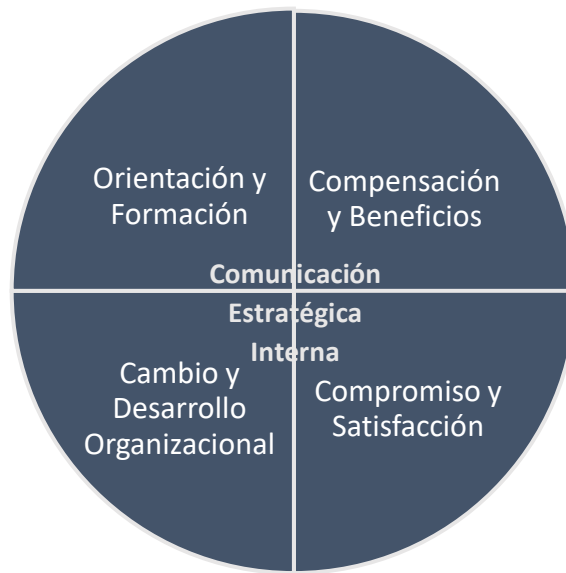 Orientación y
Formación
Compensación
y Beneficios
Comunicación
Estratégica
Interna
Cambio y
Desarrollo
Organizacional
Compromiso y
Satisfacción